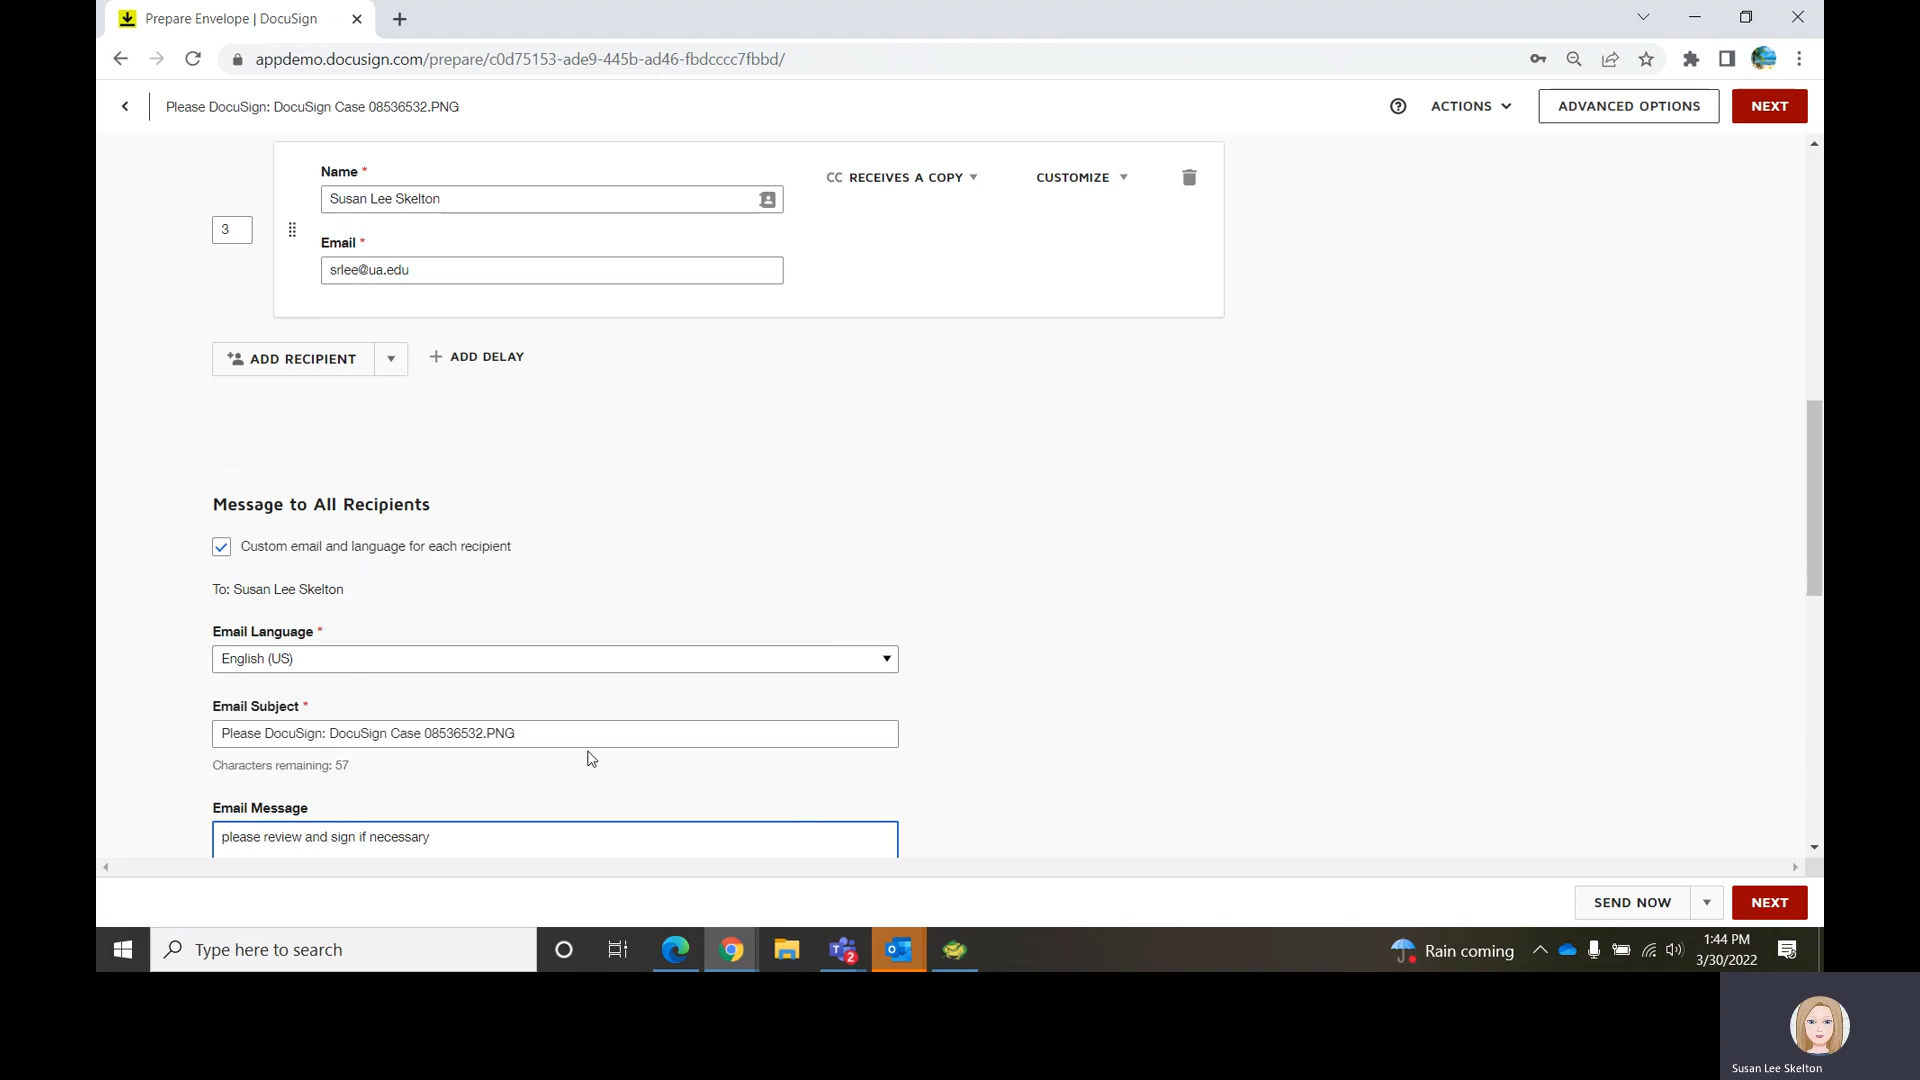 Prepare Envelope | DocuSign
appdemo.docusign.com/prepare/c0d75153-ade9-445b-ad46-fbdcccc7fbbd/
Please DocuSign: DocuSign Case 08536532.PNG
ACTIONS
ADVANCED OPTIONS
NEXT
Name *
Susan Lee Skelton
CC RECEIVES A COPY
CUSTOMIZE
3
Email *
srlee@ua.edu
ADD RECIPIENT
ADD DELAY
Message to All Recipients
Custom email and language for each recipient
To: Susan Lee Skelton
Email Language *
English (US)
Email Subject *
Please DocuSign: DocuSign Case 08536532.PNG
Characters remaining: 57
Email Message
please review and sign if necessary
SEND NOW
NEXT
Type here to search
2
Rain coming
1:44 PM
3/30/2022
Susan Lee Skelton